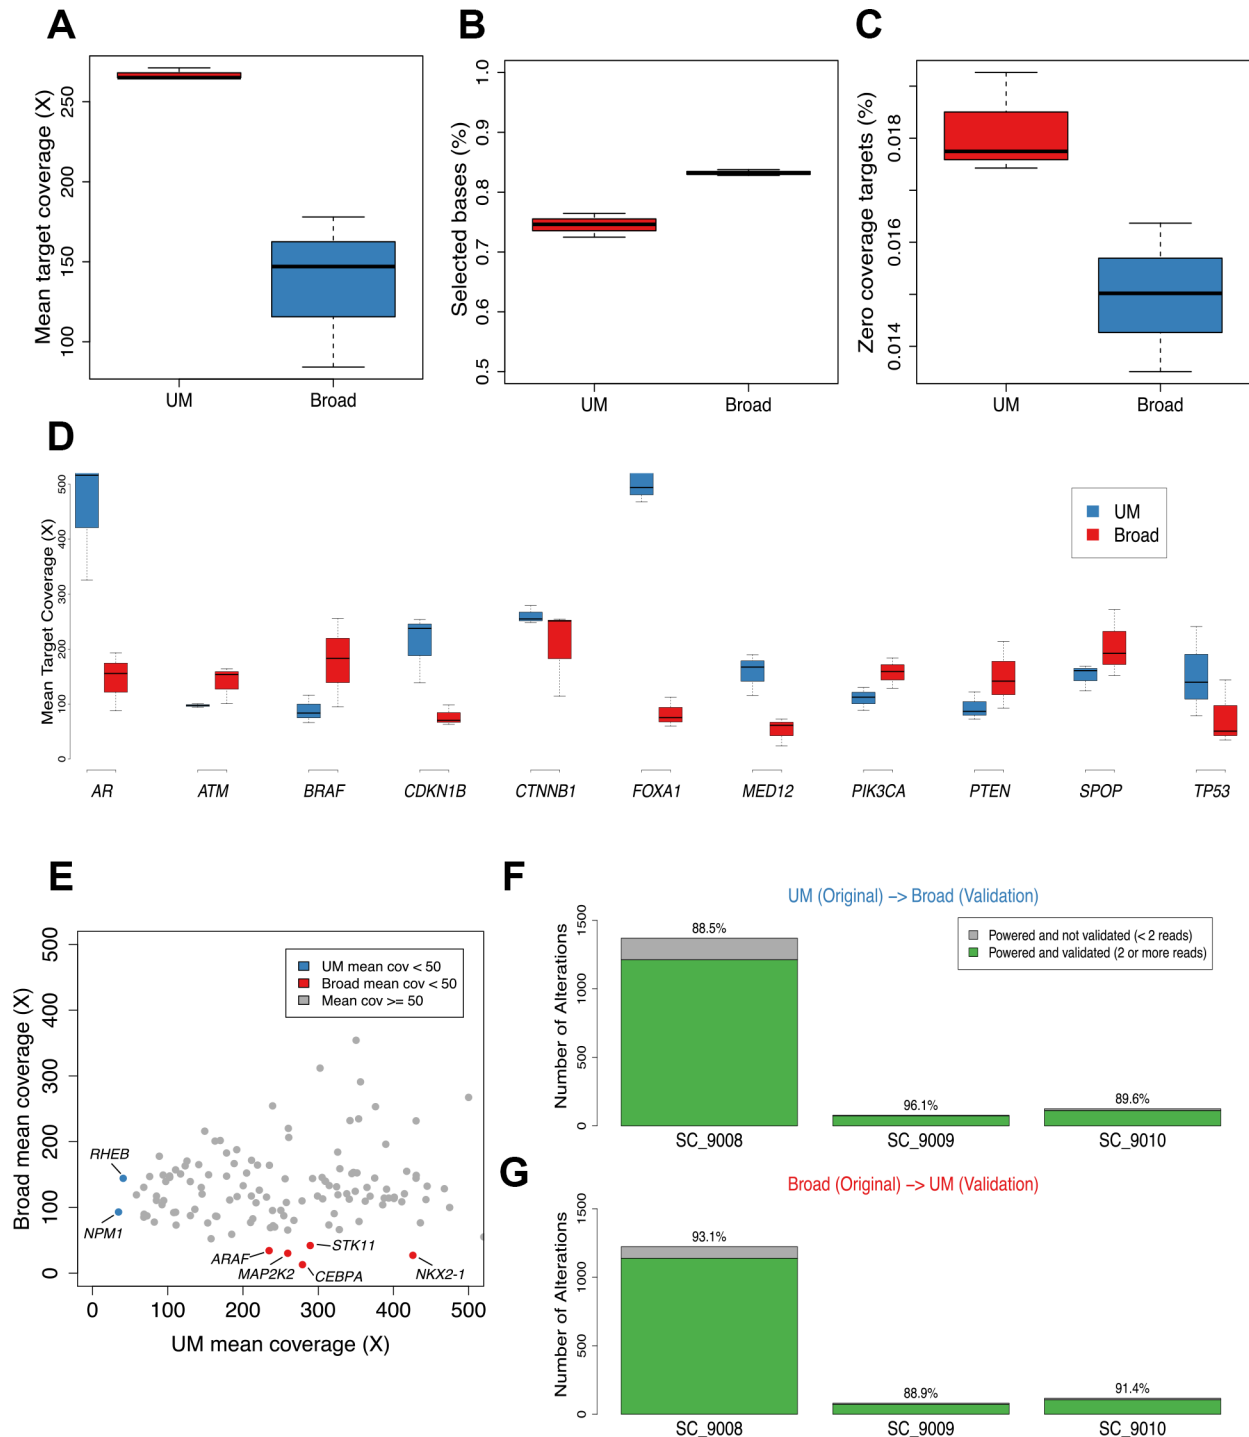 A
Mean target coverage (X)
250
200
150
100
UM
Broad
B
Selected bases (%)
1.0
0.9
0.8
0.7
0.6
0.5
UM
Broad
C
Zero coverage targets (%)
0.018
0.016
0.014
UM
Broad
D
Mean Target Coverage (X)
500
400
300
200
100
0
UM
Broad
AR
ATM
BRAF
CDKN1B
CTNNB1
FOXA1
MED12
PIK3CA
PTEN
SPOP
TP53
E
Broad mean coverage (X)
500
400
300
200
100
0
UM mean cov < 50
Broad mean cov < 50
Mean cov >= 50
RHEB
NPM1
ARAF
MAP2K2
STK11
CEBPA
NKX2-1
0
100
200
300
400
500
UM mean coverage (X)
F
UM (Original) −> Broad (Validation)
Number of Alterations
1500
1000
500
0
Powered and not validated (< 2 reads)
Powered and validated (2 or more reads)
88.5%
96.1%
89.6%
SC_9008
SC_9009
SC_9010
G
Broad (Original) −> UM (Validation)
Number of Alterations
1500
1000
500
0
93.1%
88.9%
91.4%
SC_9008
SC_9009
SC_9010